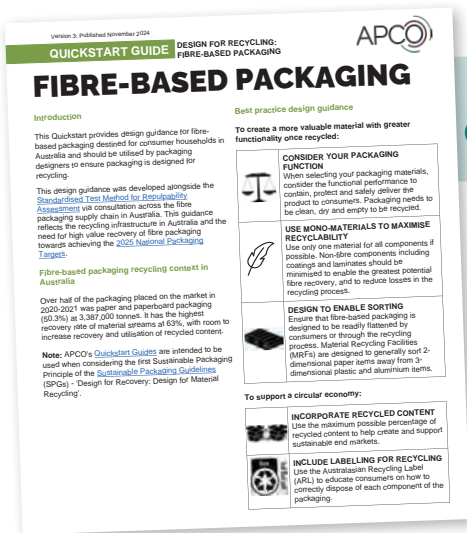 Version 3: Published November 2024
QUICKSTART GUIDE
DESIGN FOR RECYCLING:
FIBRE-BASED PACKAGING
APCO
FIBRE-BASED PACKAGING
Introduction
This Quickstart provides design guidance for fibre-
based packaging destined for consumer households in
Australia and should be utilised by packaging
designers to ensure packaging is designed for
recycling.
This design guidance was developed alongside the
Standardised Test Method for Repulpability
Assessment via consultation across the fibre
packaging supply chain in Australia. This guidance
reflects the recycling infrastructure in Australia and the
need for high value recovery of fibre packaging
towards achieving the 2025 National Packaging
Targets.
Fibre-based packaging recycling context in
Australia
Over half of the packaging placed on the market in
2020-2021 was paper and paperboard packaging
(50.3%) at 3,387,000 tonnes. It has the highest
recovery rate of material streams at 63%, with room to
increase recovery and utilisation of recycled content.
Note: APCO's Quickstart Guides are intended to be
used when considering the first Sustainable Packaging
Principle of the Sustainable Packaging Guidelines
(SPGs) - 'Design for Recovery: Design for Material
Recycling'.
Best practice design guidance
To create a more valuable material with greater
functionality once recycled:
CONSIDER YOUR PACKAGING
FUNCTION
When selecting your packaging materials,
consider the functional performance to
contain, protect and safely deliver the
product to consumers. Packaging needs to
be clean, dry and empty to be recycled.
USE MONO-MATERIALS TO MAXIMISE
RECYCLABILITY
Use only one material for all components if
possible. Non-fibre components including
coatings and laminates should be
minimised to enable the greatest potential
fibre recovery, and to reduce losses in the
recycling process.
DESIGN TO ENABLE SORTING
Ensure that fibre-based packaging is
designed to be readily flattened by
consumers or through the recycling
process. Material Recycling Facilities
(MRFs) are designed to generally sort 2-
dimensional paper items away from 3-
dimensional plastic and aluminium items.
To support a circular economy:
INCORPORATE RECYCLED CONTENT
Use the maximum possible percentage of
recycled content to help create and support
sustainable end markets.
INCLUDE LABELLING FOR RECYCLING
Use the Australasian Recycling Label
(ARL) to educate consumers on how to
correctly dispose of each component of the
packaging.